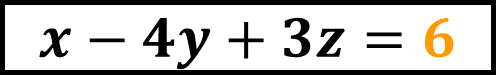 x − 4y + 3z = 6